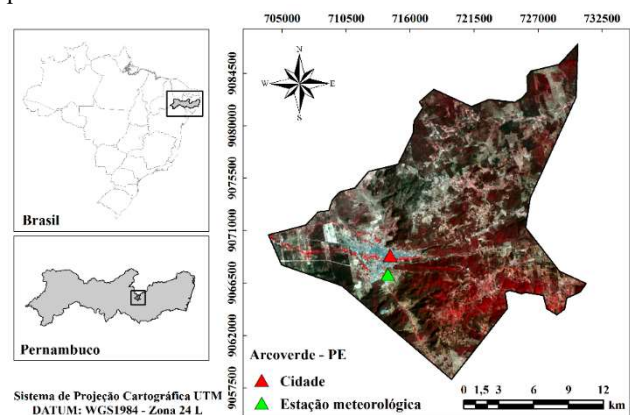 705000 710500 716000 721500 727000 732500
N
W E
S
9084500
9080000
9075500
9071000
9066500
9062000
9057500
Brasil
Pernambuco
Sistema de Projeção Cartográfica UTM
DATUM: WGS1984 - Zona 24 L
Arcoverde - PE
Cidade
Estação meteorológica
0 1,5 3 6 9 12
km